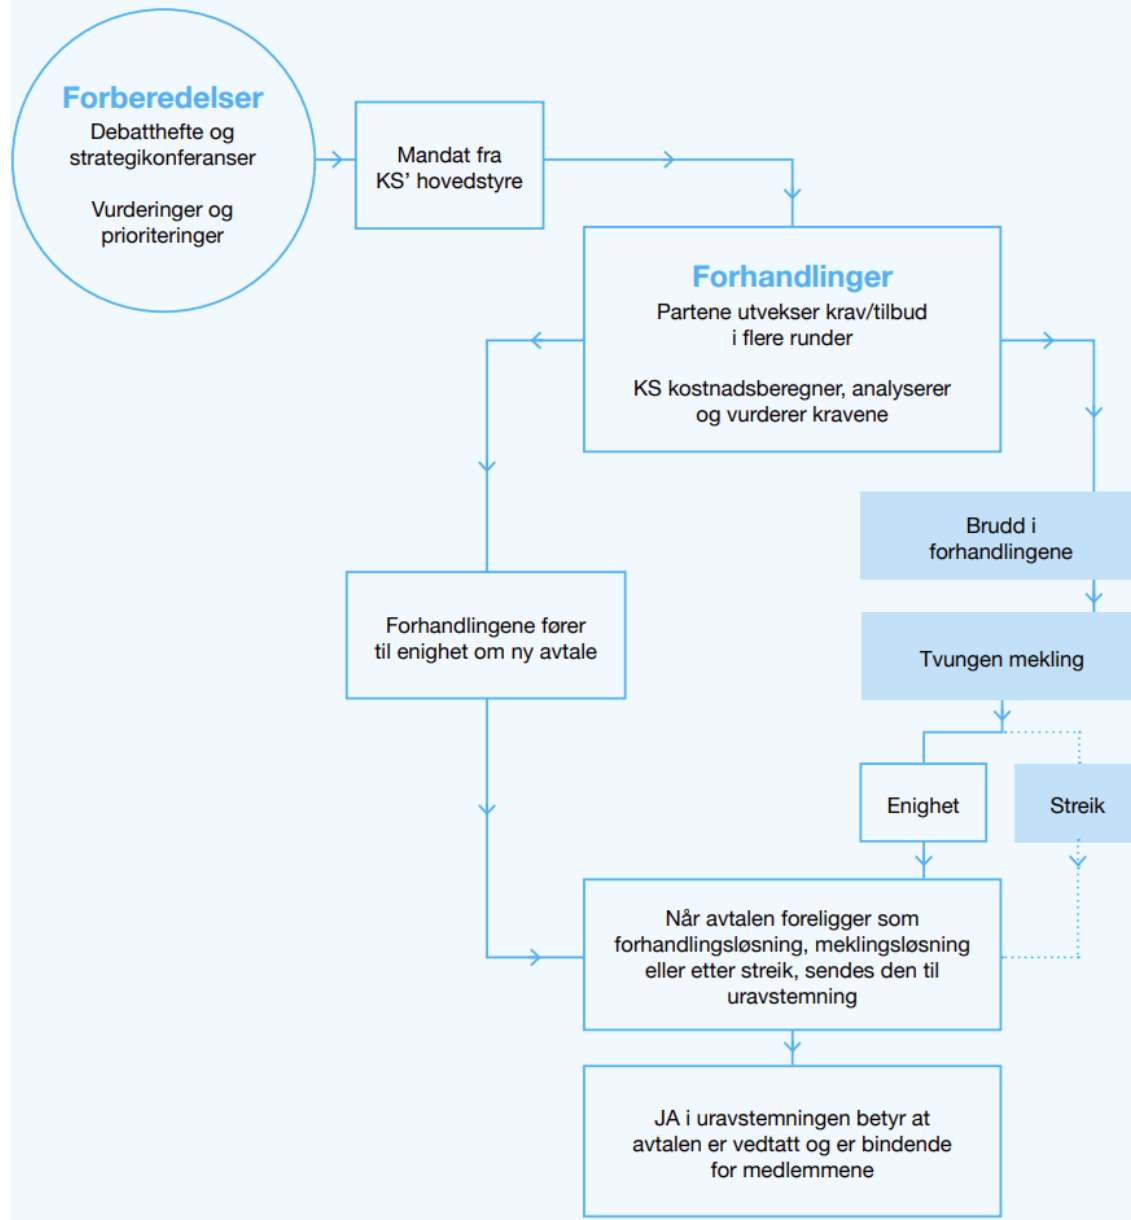 Forberedelser
Debatthefte og
strategikonferanser
Vurderinger og
prioriteringer
Mandat fra
KS’ hovedstyre
Forhandlinger
Partene utvekser krav/tilbud
i flere runder
KS kostnadsberegner, analyserer
og vurderer kravene
Brudd i
forhandlingene
Forhandlingene fører
til enighet om ny avtale
Tvungen mekling
Enighet
Streik
Når avtalen foreligger som
forhandlingsløsning, meklingsløsning
eller etter streik, sendes den til
uravstemning
JA i uravstemningen betyr at
avtalen er vedtatt og er bindende
for medlemmene